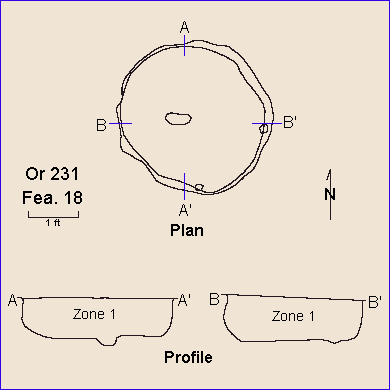 A
B
B'
Or 231
Fea. 18
1 ft
N
A'
Plan
A
A'
Zone 1
B
B'
Zone 1
Profile